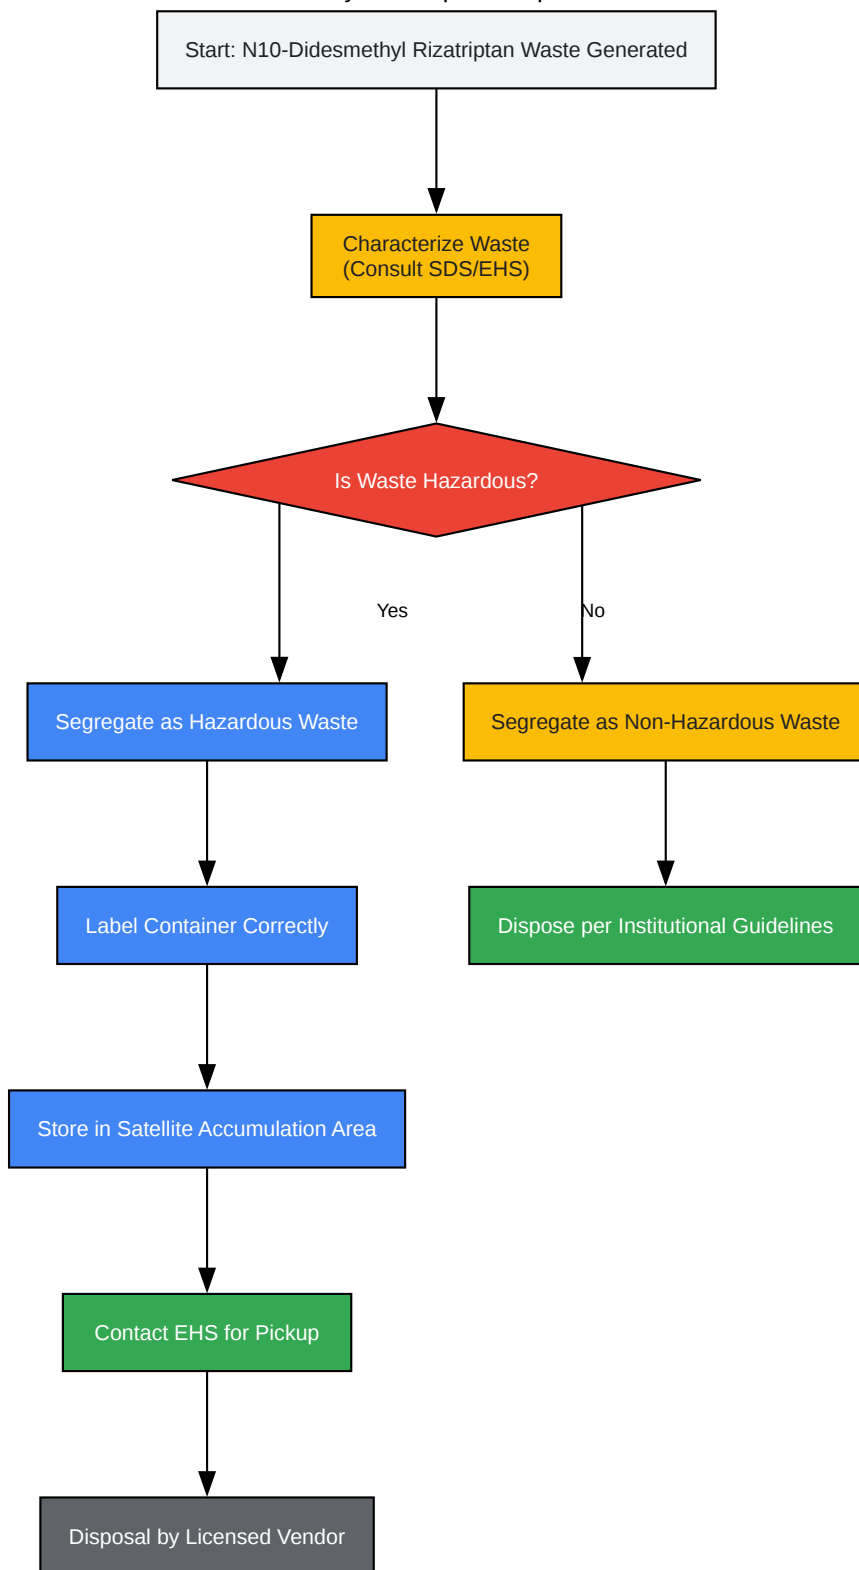 Start: N10-Didesmethyl Rizatriptan Waste Generated
Characterize Waste
(Consult SDS/EHS)
Is Waste Hazardous?
Yes
No
Segregate as Hazardous Waste
Segregate as Non-Hazardous Waste
Label Container Correctly
Dispose per Institutional Guidelines
Store in Satellite Accumulation Area
Contact EHS for Pickup
Disposal by Licensed Vendor